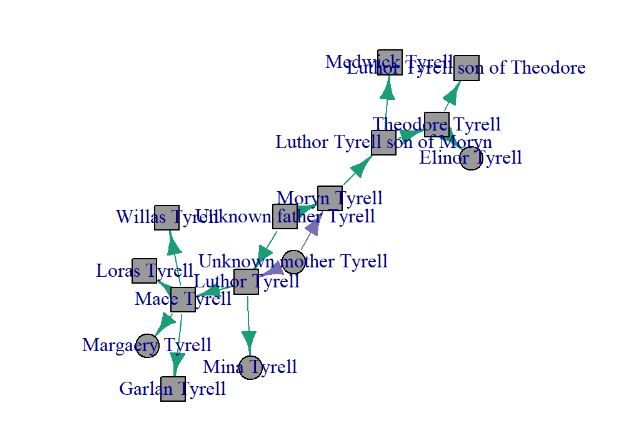 Medwick Tyrell
Luthor Tyrell son of Theodore
Theodore Tyrell
Luthor Tyrell son of Moryn
Elinor Tyrell
Moryn Tyrell
Willas Tyrell
Unknown father Tyrell
Unknown mother Tyrell
Loras Tyrell
Luthor Tyrell
Mace Tyrell
Margaery Tyrell
Mina Tyrell
Garlan Tyrell